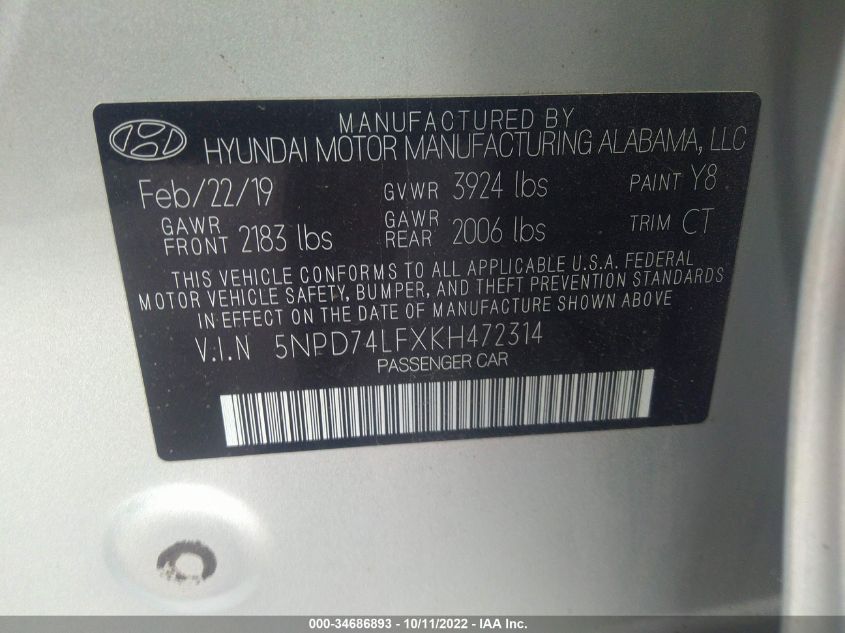 MANUFACTURED BY
HYUNDAI MOTOR MANUFACTURING ALABAMA, LLC
Feb/22/19 GVWR 3924 lbs PAINT Y8
GAWR FRONT 2183 lbs GAWR REAR 2006 lbs TRIM CT
THIS VEHICLE CONFORMS TO ALL APPLICABLE U.S.A. FEDERAL
MOTOR VEHICLE SAFETY, BUMPER, AND THEFT PREVENTION STANDARDS
IN EFFECT ON THE DATE OF MANUFACTURE SHOWN ABOVE
V.I.N 5NPD74LFXKH472314
PASSENGER CAR
000-34686893 - 10/11/2022 - IAA Inc.